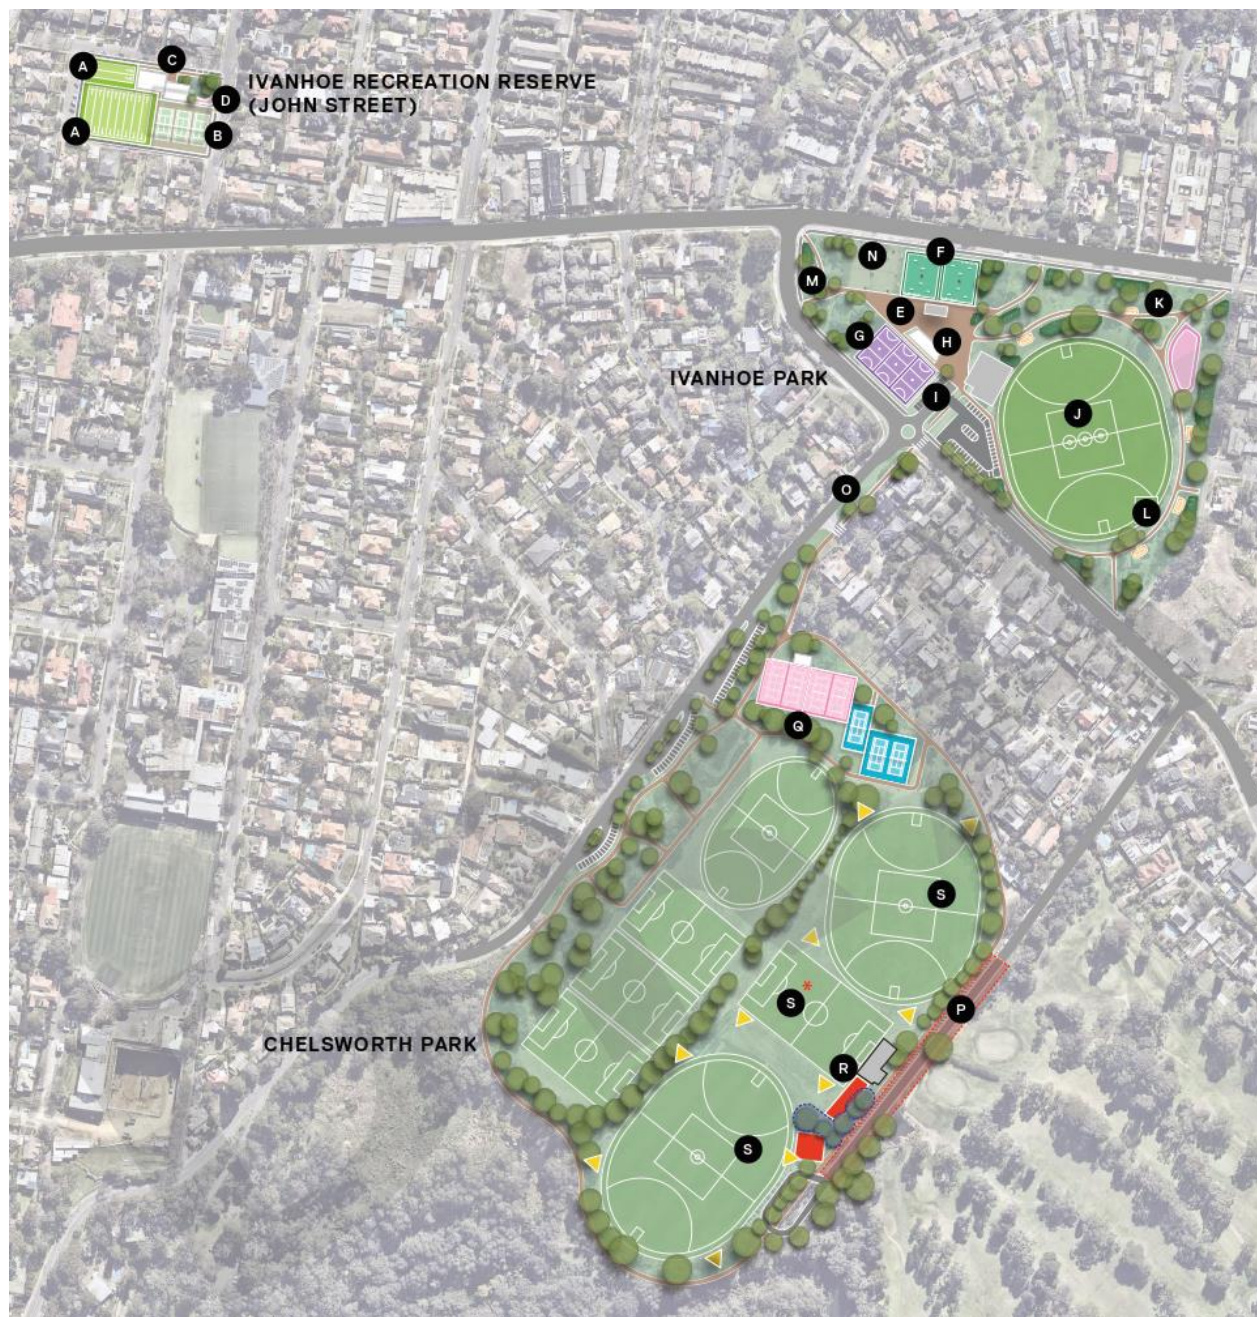 C
A
IVANHOE RECREATION RESERVE
D
(JOHN STREET)
A
B
F
N
M
K
E
G
H
IVANHOE PARK
I
J
O
L
Q
S
S
P
CHELSWORTH PARK
R
S